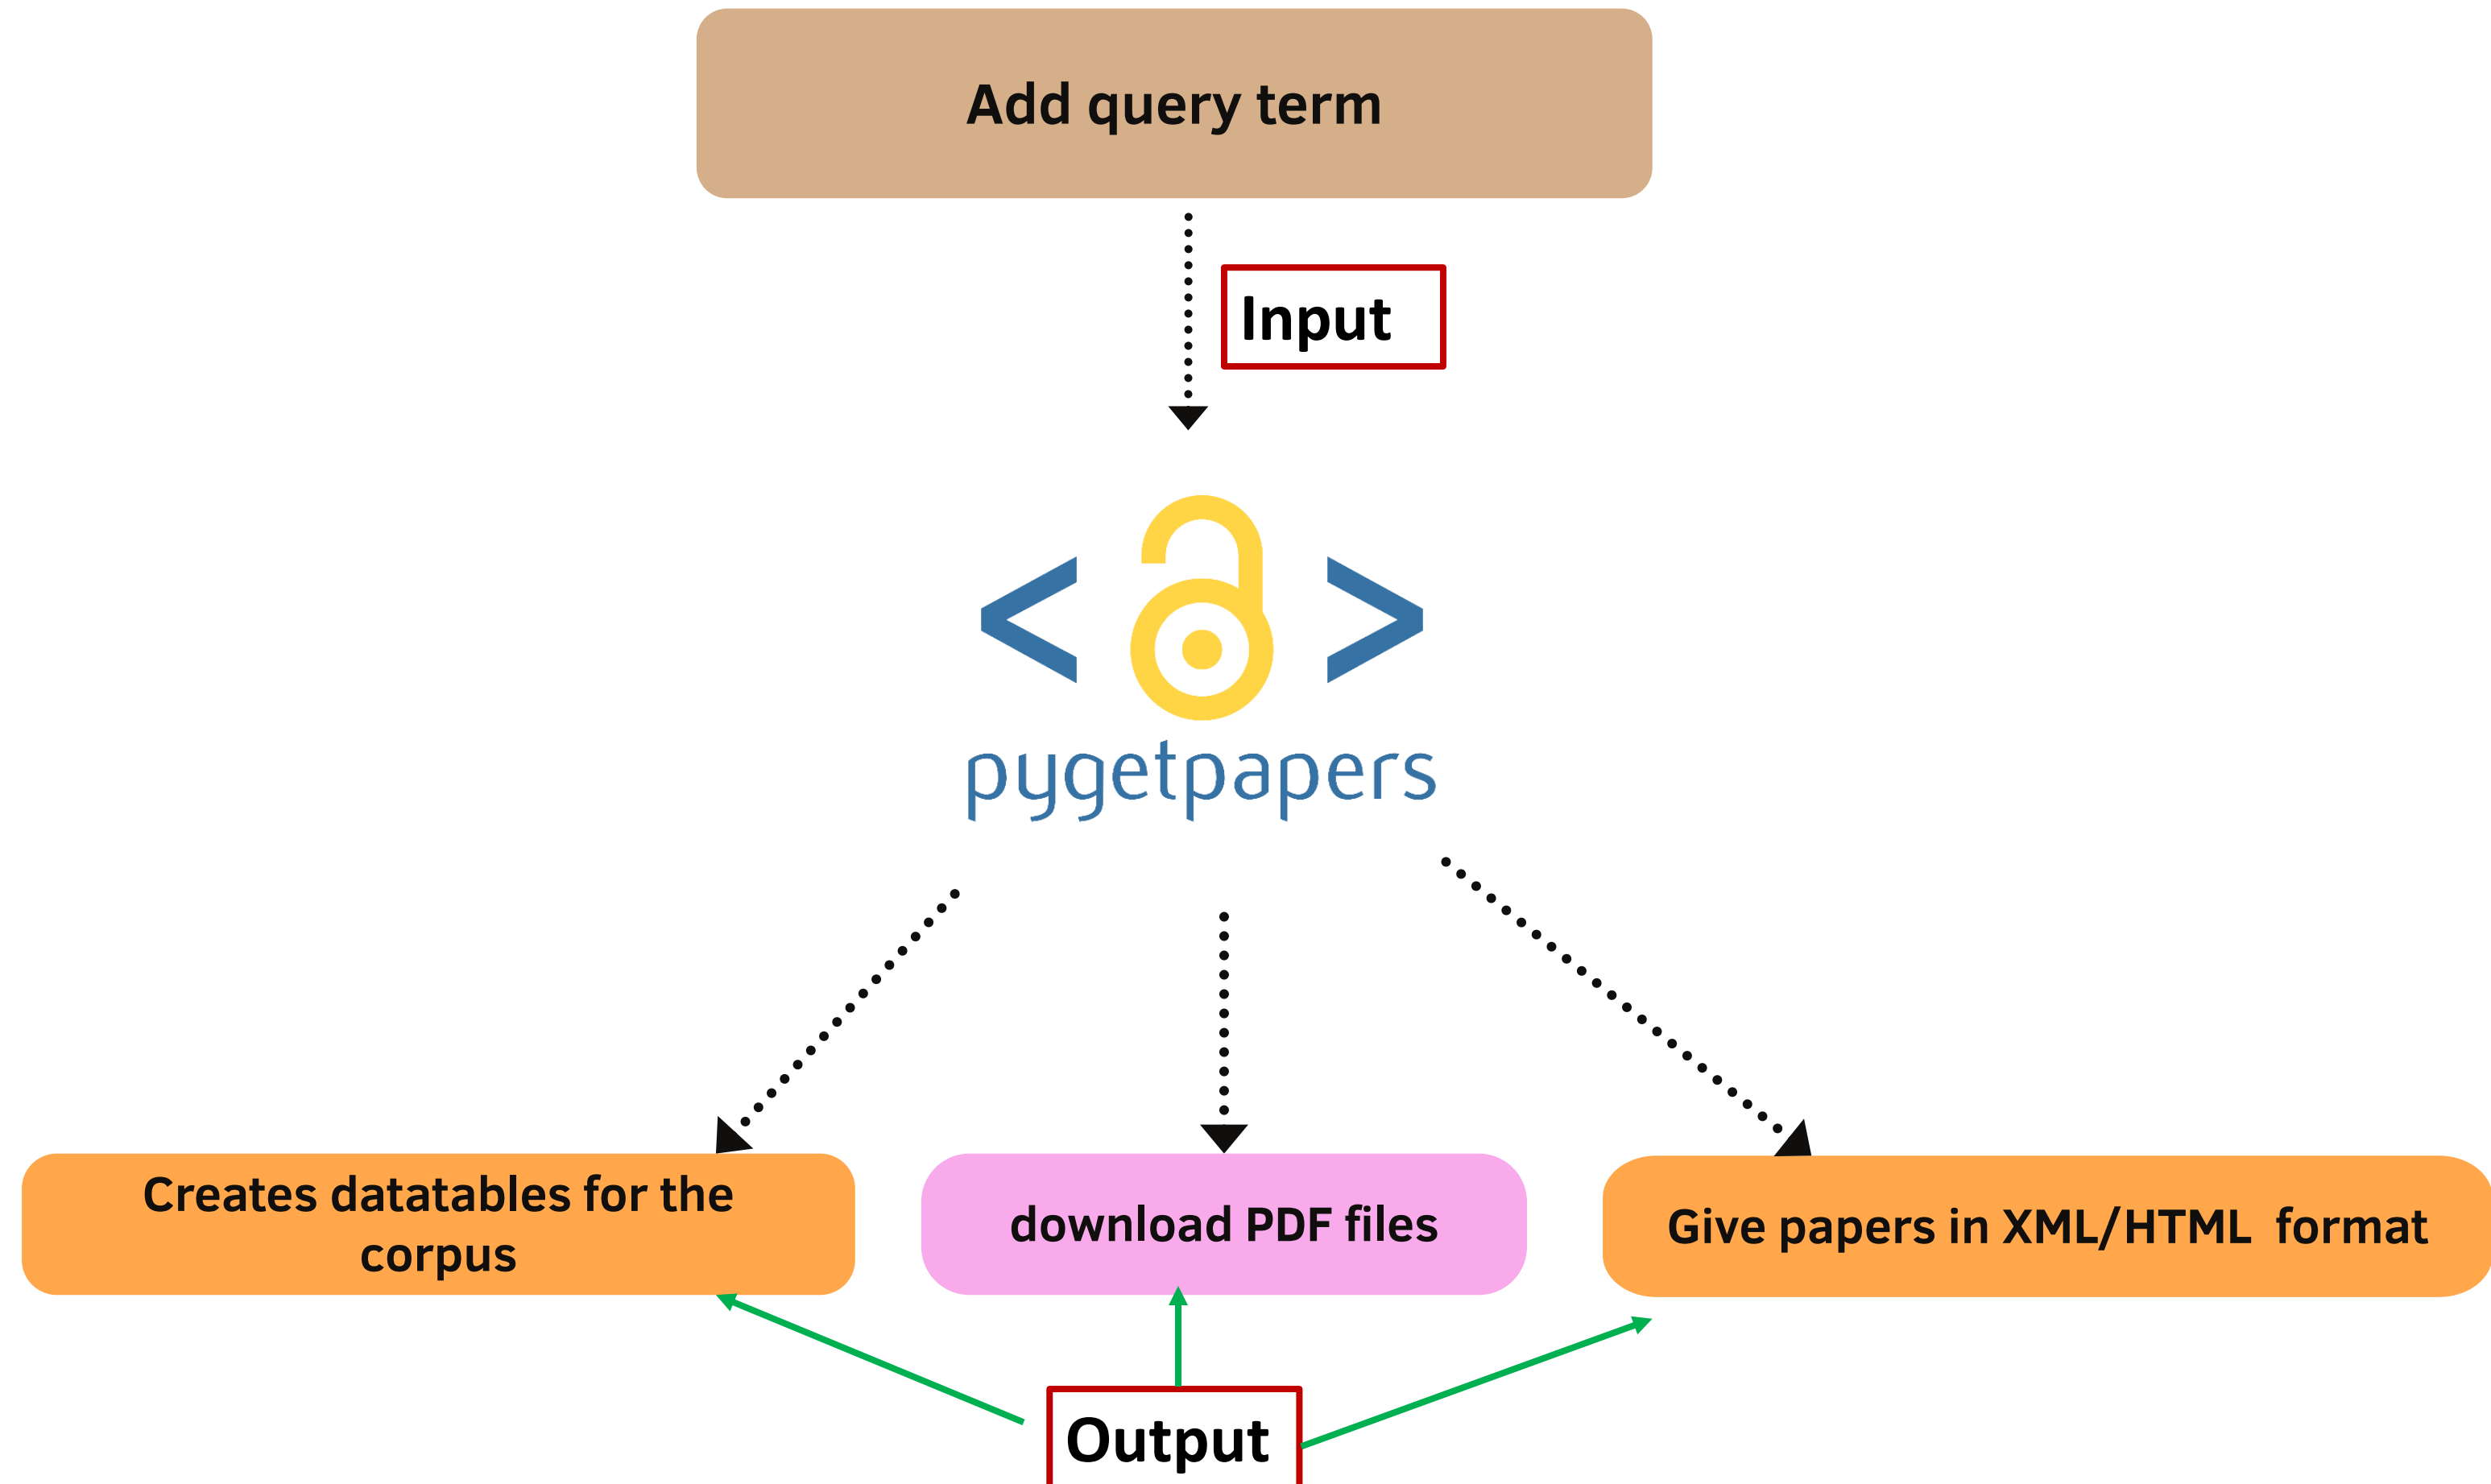 Add query term
Input
< >
pygetpapers
Creates datatables for the
corpus
download PDF files
Give papers in XML/HTML format
Output